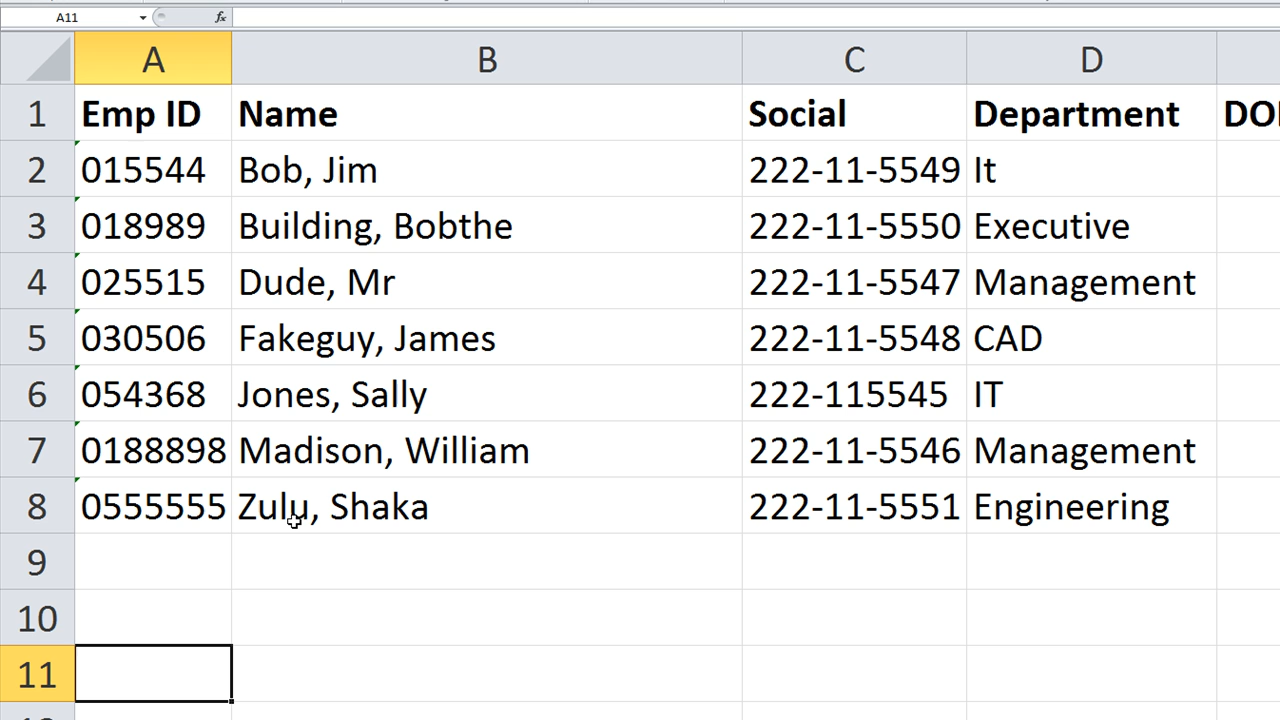 A11 fx
A B C D
1 Emp ID Name Social Department
2 015544 Bob, Jim 222-11-5549 It
3 018989 Building, Bobthe 222-11-5550 Executive
4 025515 Dude, Mr 222-11-5547 Management
5 030506 Fakeguy, James 222-11-5548 CAD
6 054368 Jones, Sally 222-115545 IT
7 0188898 Madison, William 222-11-5546 Management
8 0555555 Zulu, Shaka 222-11-5551 Engineering
9
10
11